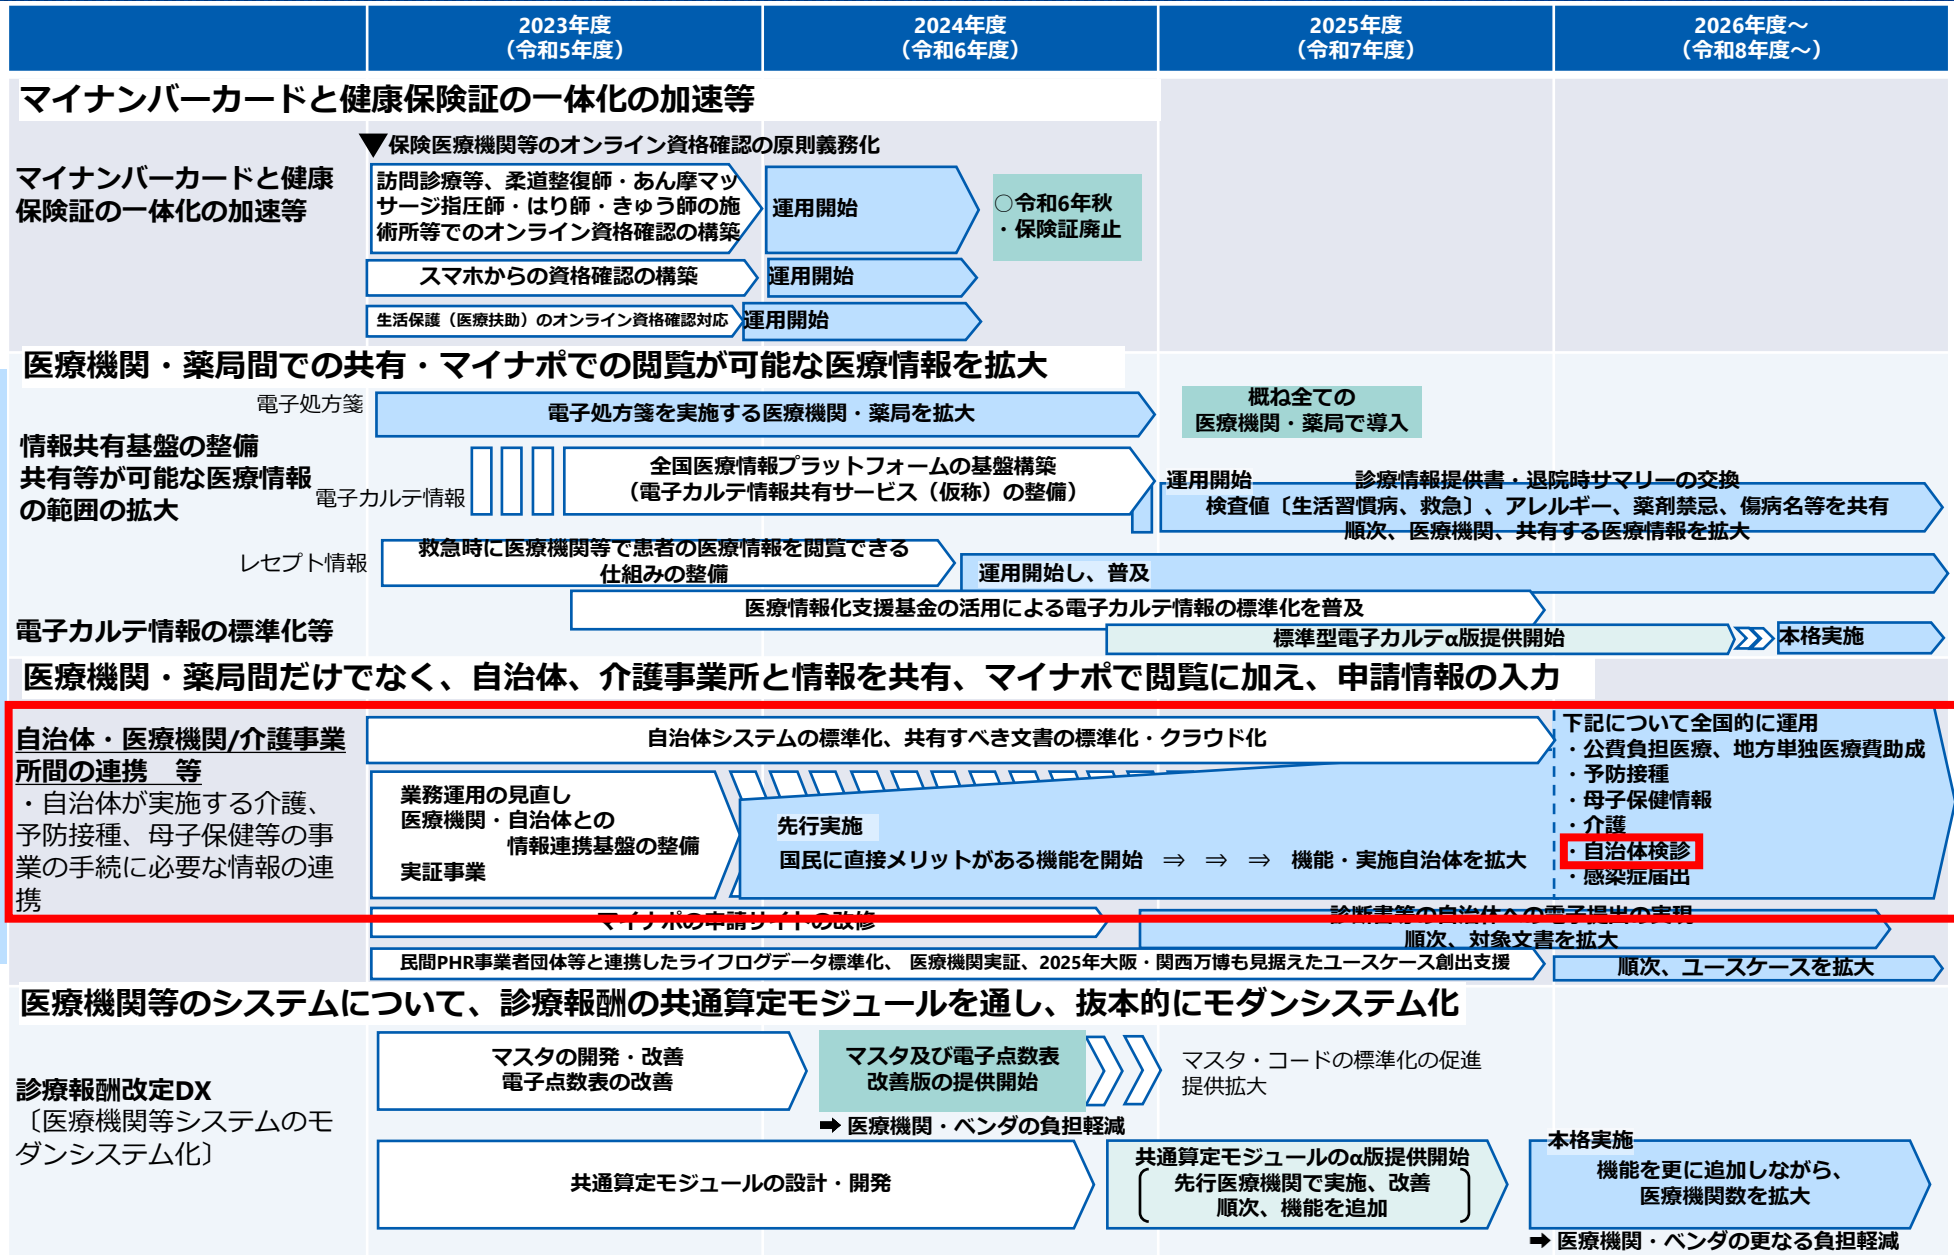 2023年度
（令和5年度）
2024年度
（令和6年度）
2025年度
（令和7年度）
2026年度～
（令和8年度～）
マイナンバーカードと健康保険証の一体化の加速等
▼保険医療機関等のオンライン資格確認の原則義務化
マイナンバーカードと健康
保険証の一体化の加速等
訪問診療等、柔道整復師・あん摩マッ
サージ指圧師・はり師・きゅう師の施
術所等でのオンライン資格確認の構築
運用開始
○令和6年秋
・保険証廃止
スマホからの資格確認の構築
運用開始
生活保護（医療扶助）のオンライン資格確認対応
運用開始
医療機関・薬局間での共有・マイナポでの閲覧が可能な医療情報を拡大
電子処方箋
電子処方箋を実施する医療機関・薬局を拡大
概ね全ての
医療機関・薬局で導入
情報共有基盤の整備
共有等が可能な医療情報
の範囲の拡大
電子カルテ情報
全国医療情報プラットフォームの基盤構築
（電子カルテ情報共有サービス（仮称）の整備）
運用開始
診療情報提供書・退院時サマリーの交換
検査値〔生活習慣病、救急〕、アレルギー、薬剤禁忌、傷病名等を共有
順次、医療機関、共有する医療情報を拡大
レセプト情報
救急時に医療機関等で患者の医療情報を閲覧できる
仕組みの整備
運用開始し、普及
医療情報化支援基金の活用による電子カルテ情報の標準化を普及
電子カルテ情報の標準化等
標準型電子カルテα版提供開始
本格実施
医療機関・薬局間だけでなく、自治体、介護事業所と情報を共有、マイナポで閲覧に加え、申請情報の入力
自治体・医療機関/介護事業
所間の連携　等
・自治体が実施する介護、
予防接種、母子保健等の事
業の手続に必要な情報の連
携
自治体システムの標準化、共有すべき文書の標準化・クラウド化
業務運用の見直し
医療機関・自治体との
情報連携基盤の整備
実証事業
先行実施
国民に直接メリットがある機能を開始　⇒　⇒　⇒　機能・実施自治体を拡大
下記について全国的に運用
・公費負担医療、地方単独医療費助成
・予防接種
・母子保健情報
・介護
・自治体検診
・感染症届出
マイナポの申請サイトの改修
診断書等の自治体への電子提出の実現
順次、対象文書を拡大
民間PHR事業者団体等と連携したライフログデータ標準化、 医療機関実証、2025年大阪・関西万博も見据えたユースケース創出支援
順次、ユースケースを拡大
医療機関等のシステムについて、診療報酬の共通算定モジュールを通し、抜本的にモダンシステム化
診療報酬改定DX
〔医療機関等システムのモ
ダンシステム化〕
マスタの開発・改善
電子点数表の改善
マスタ及び電子点数表
改善版の提供開始
マスタ・コードの標準化の促進
提供拡大
➡ 医療機関・ベンダの負担軽減
共通算定モジュールの設計・開発
共通算定モジュールのα版提供開始
先行医療機関で実施、改善
順次、機能を追加
本格実施
機能を更に追加しながら、
医療機関数を拡大
➡ 医療機関・ベンダの更なる負担軽減